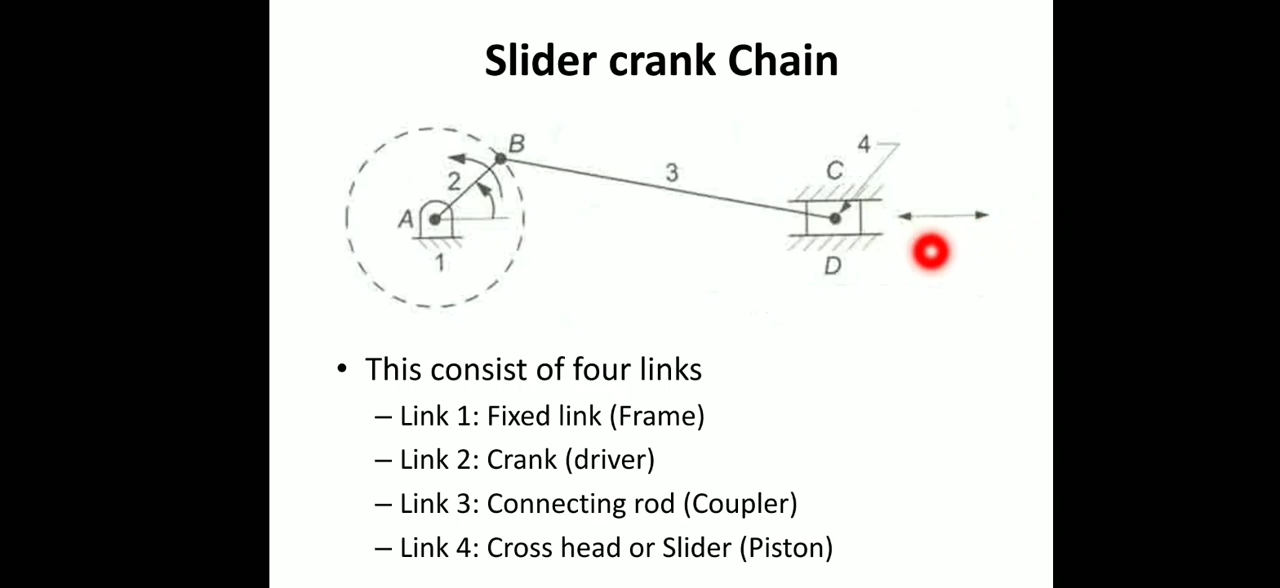 Slider crank Chain
B
4
2
3
C
A
1
D
• This consist of four links
– Link 1: Fixed link (Frame)
– Link 2: Crank (driver)
– Link 3: Connecting rod (Coupler)
– Link 4: Cross head or Slider (Piston)